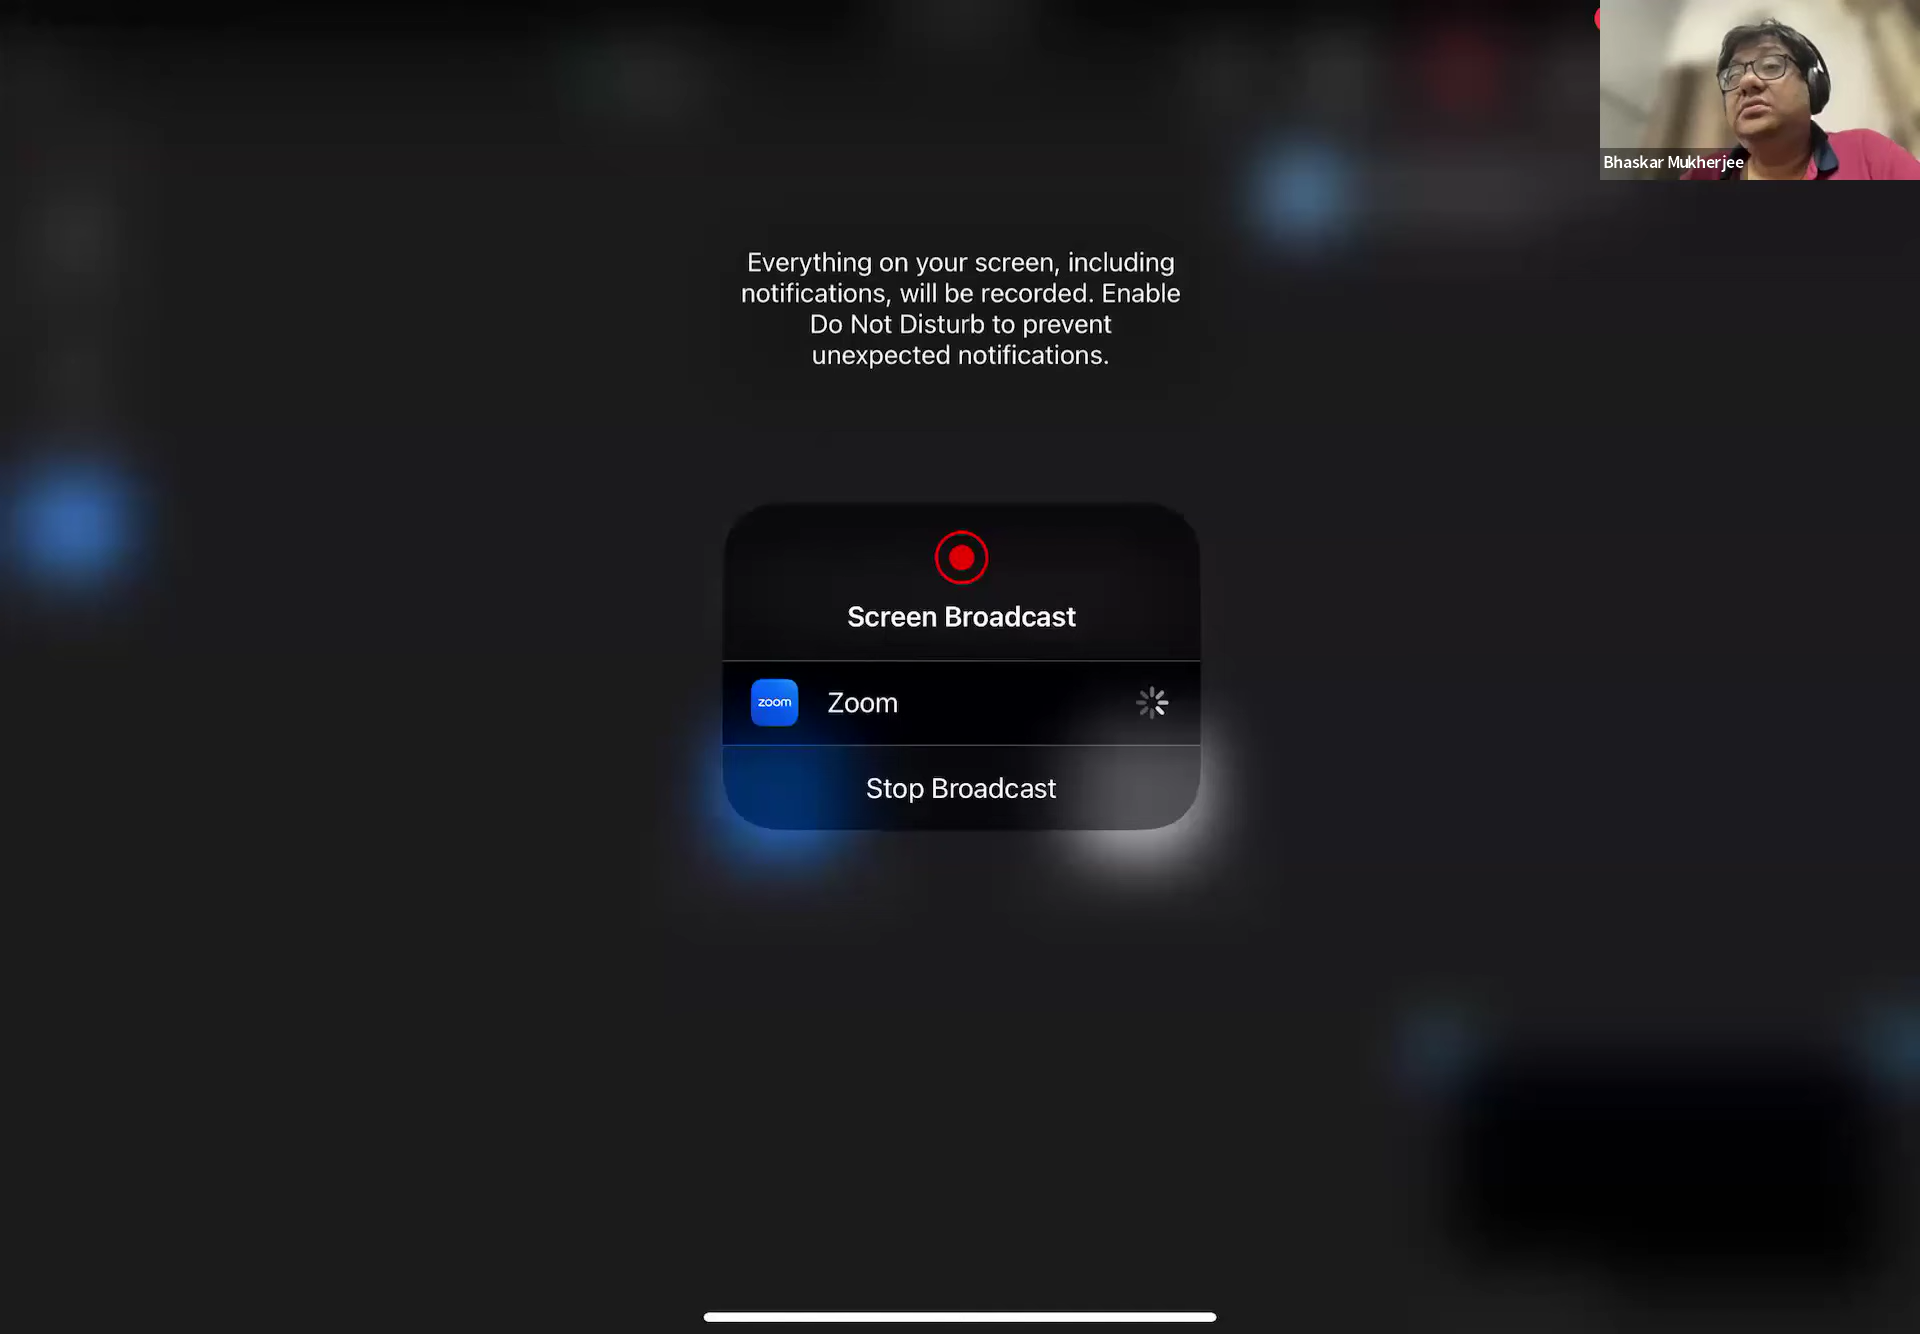 Bhaskar Mukherjee
Everything on your screen, including
notifications, will be recorded. Enable
Do Not Disturb to prevent
unexpected notifications.
Screen Broadcast
zoom Zoom
Stop Broadcast